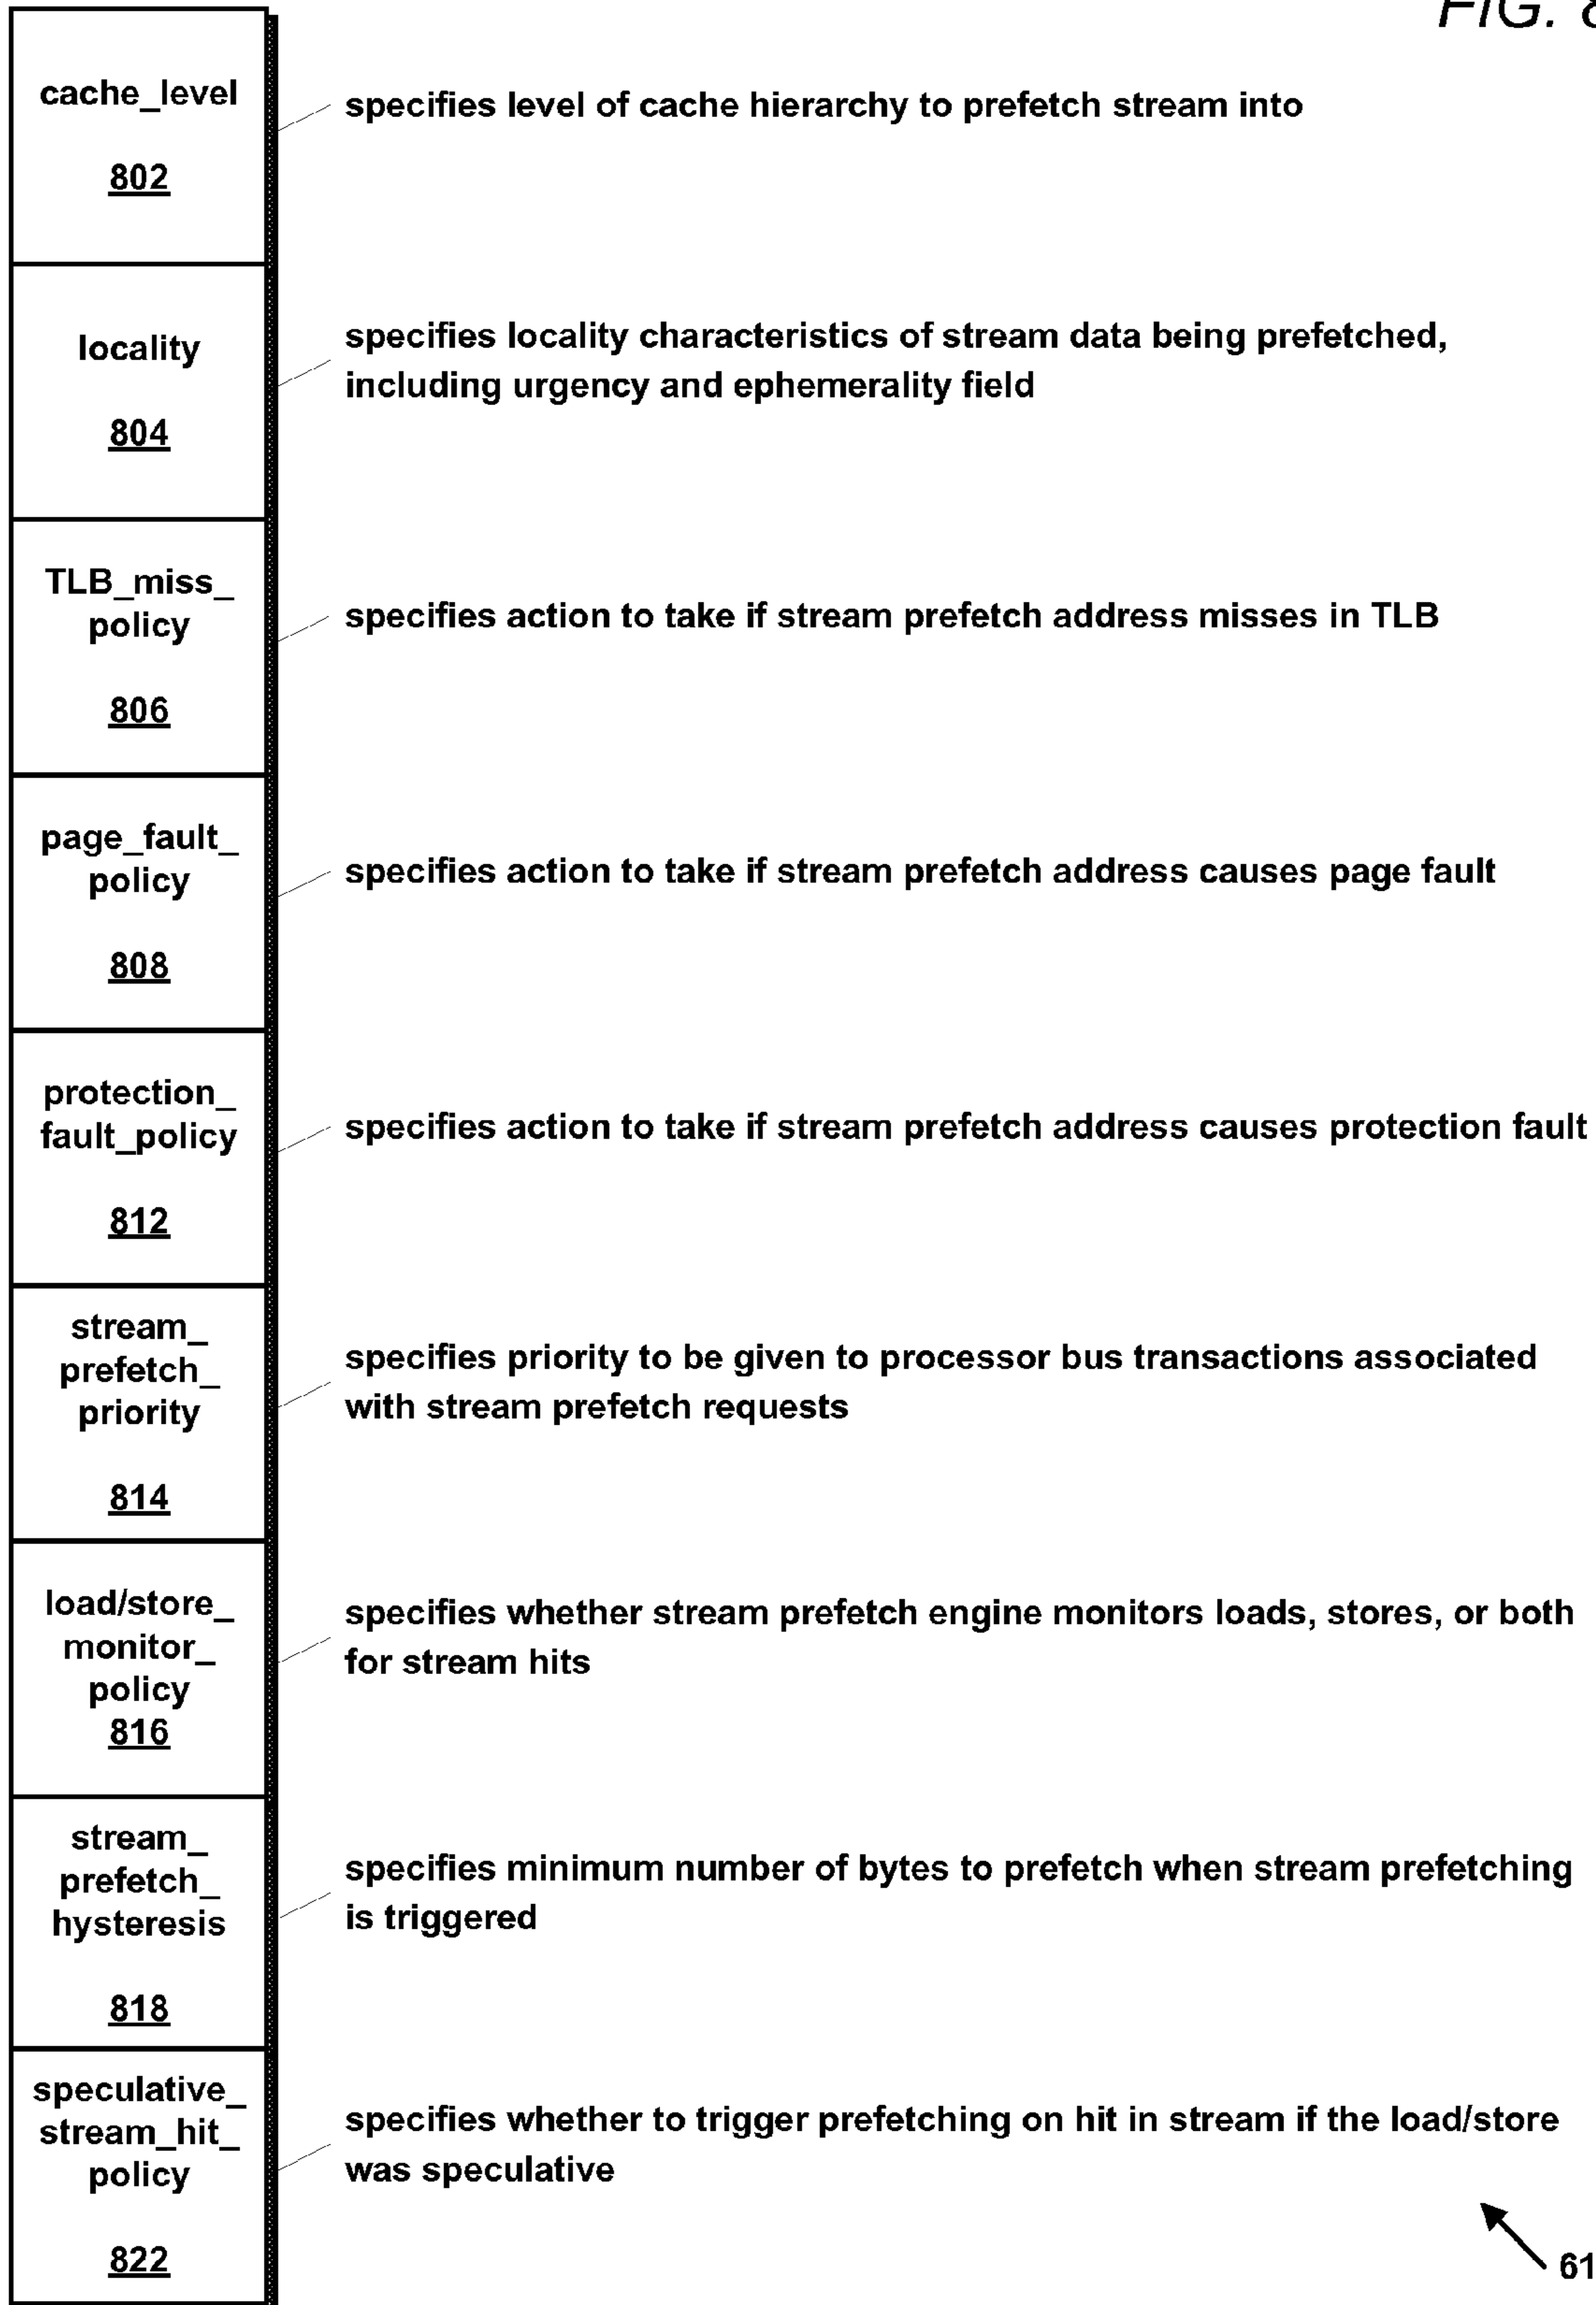 FIG. 8
cache_level
802
specifies level of cache hierarchy to prefetch stream into
locality
804
specifies locality characteristics of stream data being prefetched,
including urgency and ephemerality field
TLB_miss_
policy
806
specifies action to take if stream prefetch address misses in TLB
page_fault_
policy
808
specifies action to take if stream prefetch address causes page fault
protection_
fault_policy
812
specifies action to take if stream prefetch address causes protection fault
stream_
prefetch_
priority
814
specifies priority to be given to processor bus transactions associated
with stream prefetch requests
load/store_
monitor_
policy
816
specifies whether stream prefetch engine monitors loads, stores, or both
for stream hits
stream_
prefetch_
hysteresis
818
specifies minimum number of bytes to prefetch when stream prefetching
is triggered
speculative_
stream_hit_
policy
822
specifies whether to trigger prefetching on hit in stream if the load/store
was speculative
61